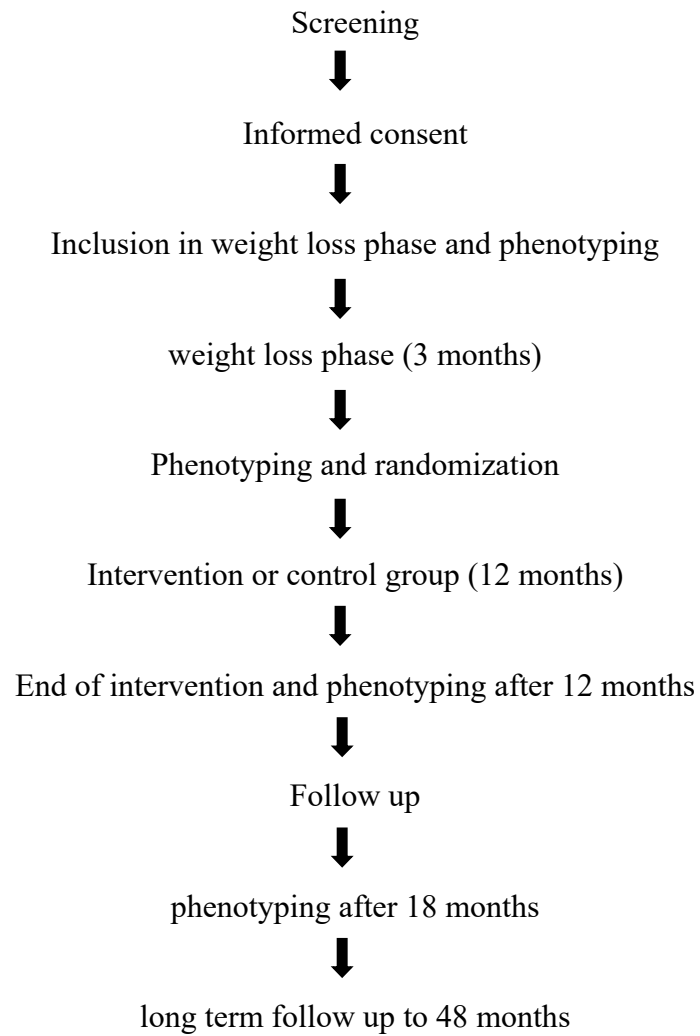 Screening
Informed consent
Inclusion in weight loss phase and phenotyping
weight loss phase (3 months)
Phenotyping and randomization
Intervention or control group (12 months)
End of intervention and phenotyping after 12 months
Follow up
phenotyping after 18 months
long term follow up to 48 months